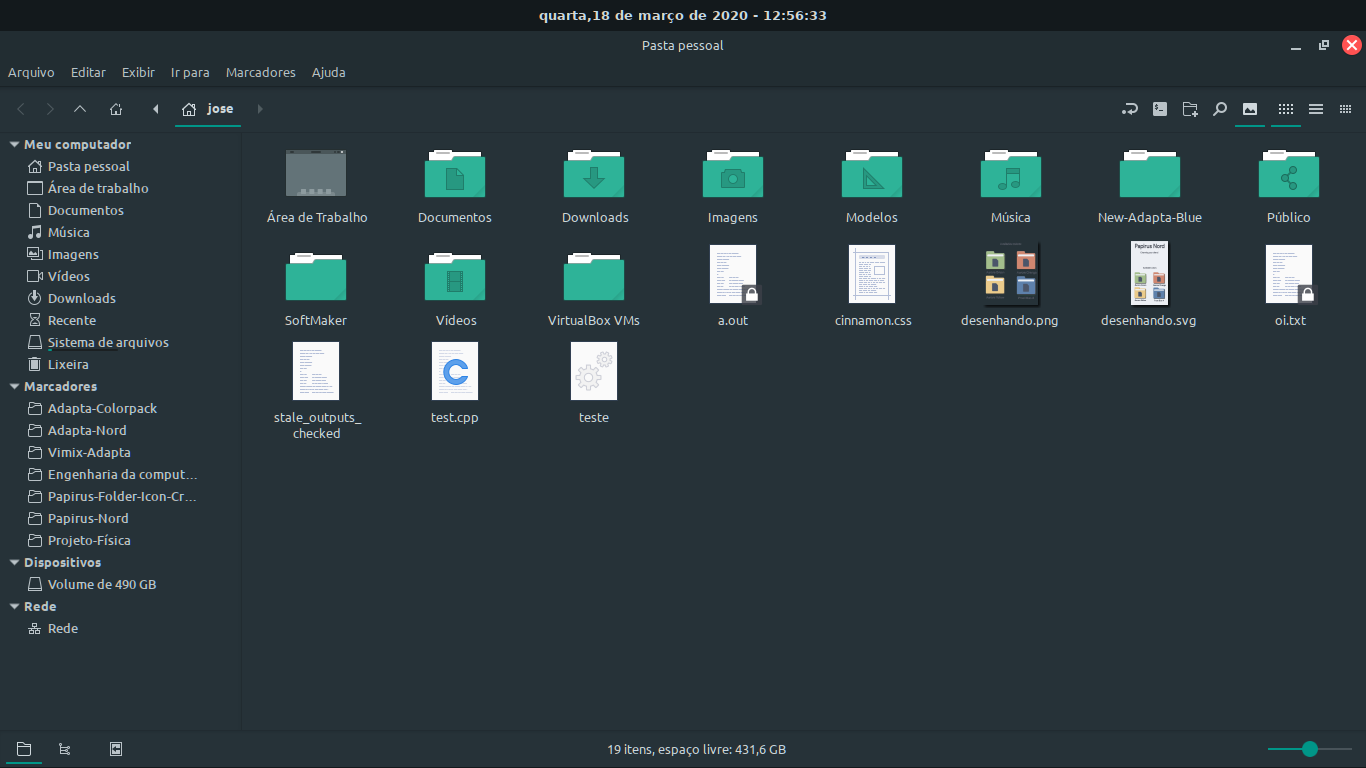 quarta,18 de março de 2020 - 12:56:33
Pasta pessoal
Arquivo Editar Exibir Ir para Marcadores Ajuda
jose
Meu computador
Pasta pessoal
Área de trabalho
Documentos
Música
Imagens
Vídeos
Downloads
Recente
Sistema de arquivos
Lixeira
Marcadores
Adapta-Colorpack
Adapta-Nord
Vimix-Adapta
Engenharia da comput...
Papirus-Folder-Icon-Cr...
Papirus-Nord
Projeto-Física
Dispositivos
Volume de 490 GB
Rede
Rede
Área de Trabalho Documentos Downloads Imagens Modelos Música New-Adapta-Blue Público
Papirus Nord
SoftMaker Vídeos VirtualBox VMs a.out cinnamon.css desenhando.png desenhando.svg oi.txt
stale_outputs_ test.cpp teste
checked
19 itens, espaço livre: 431,6 GB